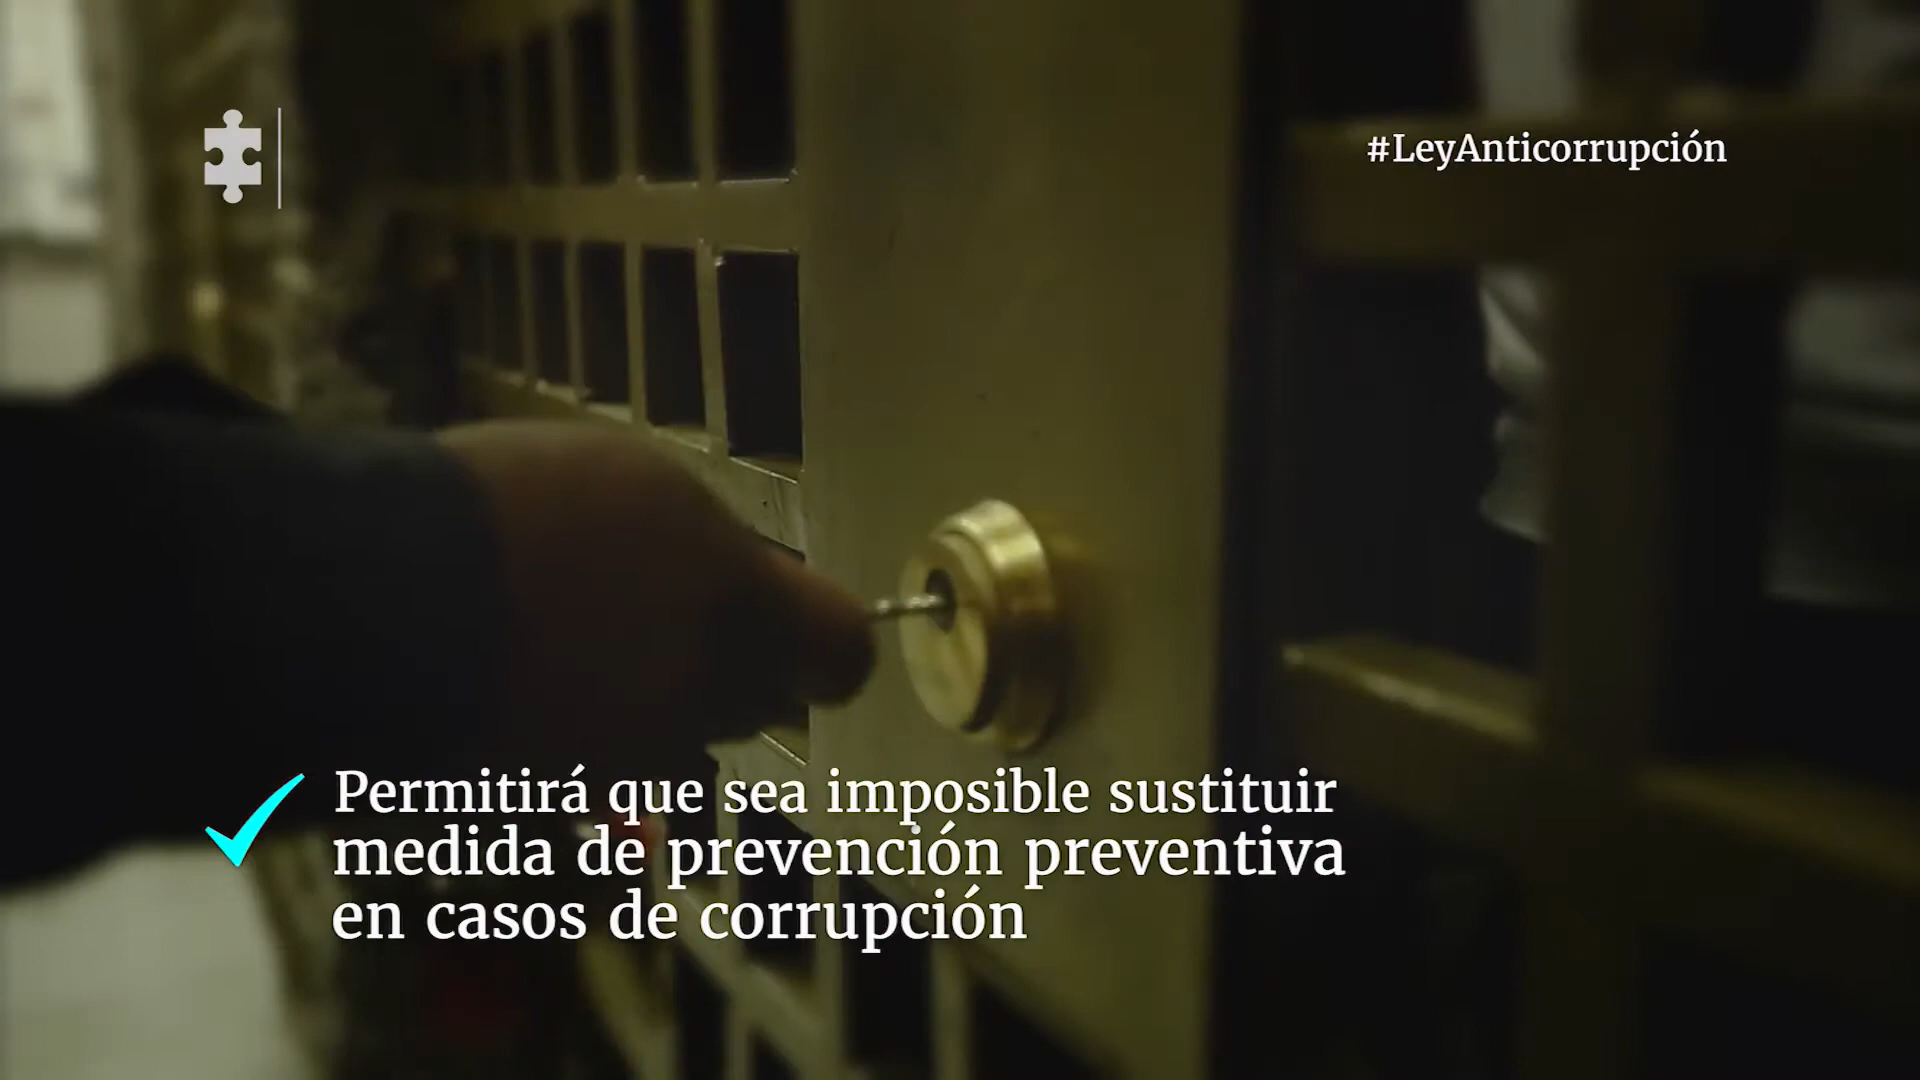 #LeyAnticorrupción
Permitirá que sea imposible sustituir
medida de prevención preventiva
en casos de corrupción